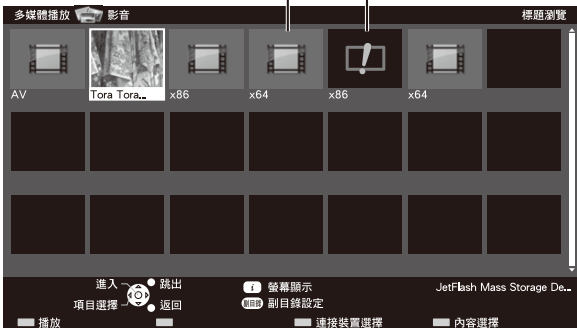 多媒體播放 影音 標題瀏覽
AV Tora Tora... x86 x64 x86 x64
進入 跳出 i 螢幕顯示 JetFlash Mass Storage De...
項目選擇 返回 副目錄 副目錄設定
播放 連接裝置選擇 內容選擇